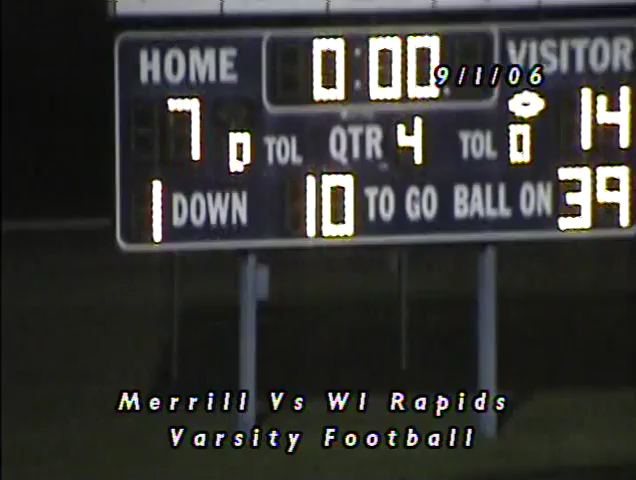 HOME 0:00 VISITOR
9/1/06
7 0 TOL QTR 4 TOL 0 14
1 DOWN 10 TO GO BALL ON 39
Merrill Vs WI Rapids
Varsity Football